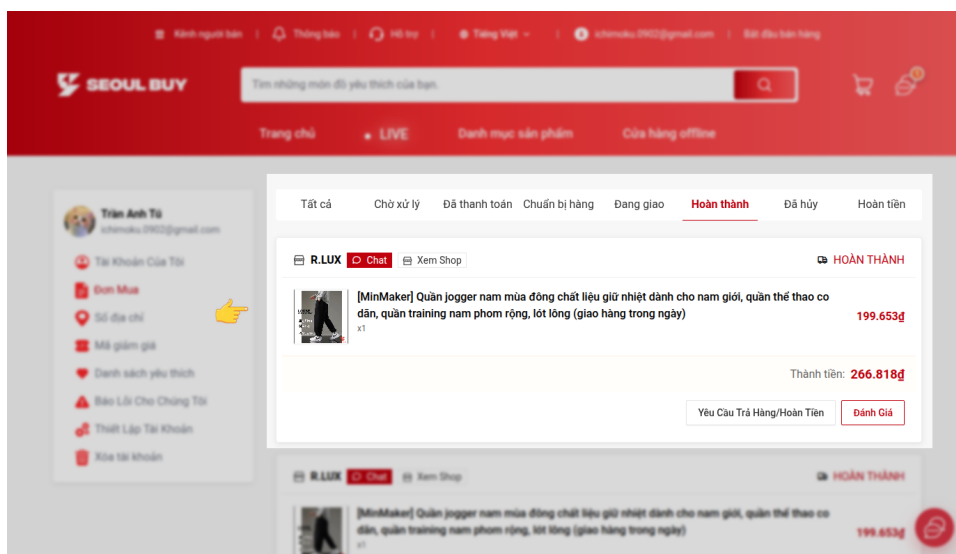 Kênh người bán
Thông báo
Hỗ trợ
Tiếng Việt
ichimoku.0902@gmail.com
Bắt đầu bán hàng
SEOUL BUY
Tìm những món đồ yêu thích của bạn.
Trang chủ
LIVE
Danh mục sản phẩm
Cửa hàng offline
Trần Anh Tú
ichimoku.0902@gmail.com
Tài Khoản Của Tôi
Đơn Mua
Sổ địa chỉ
Mã giảm giá
Danh sách yêu thích
Báo Lỗi Cho Chúng Tôi
Thiết Lập Tài Khoản
Xóa tài khoản
Tất cả
Chờ xử lý
Đã thanh toán
Chuẩn bị hàng
Đang giao
Hoàn thành
Đã hủy
Hoàn tiền
R.LUX Chat Xem Shop
HOÀN THÀNH
[MinMaker] Quần jogger nam mùa đông chất liệu giữ nhiệt dành cho nam giới, quần thể thao co
dãn, quần training nam phom rộng, lót lông (giao hàng trong ngày)
x1
199.653₫
Thành tiền: 266.818₫
Yêu Cầu Trả Hàng/Hoàn Tiền
Đánh Giá
R.LUX Chat Xem Shop
HOÀN THÀNH
[MinMaker] Quần jogger nam mùa đông chất liệu giữ nhiệt dành cho nam giới, quần thể thao co
dãn, quần training nam phom rộng, lót lông (giao hàng trong ngày)
x1
199.653₫